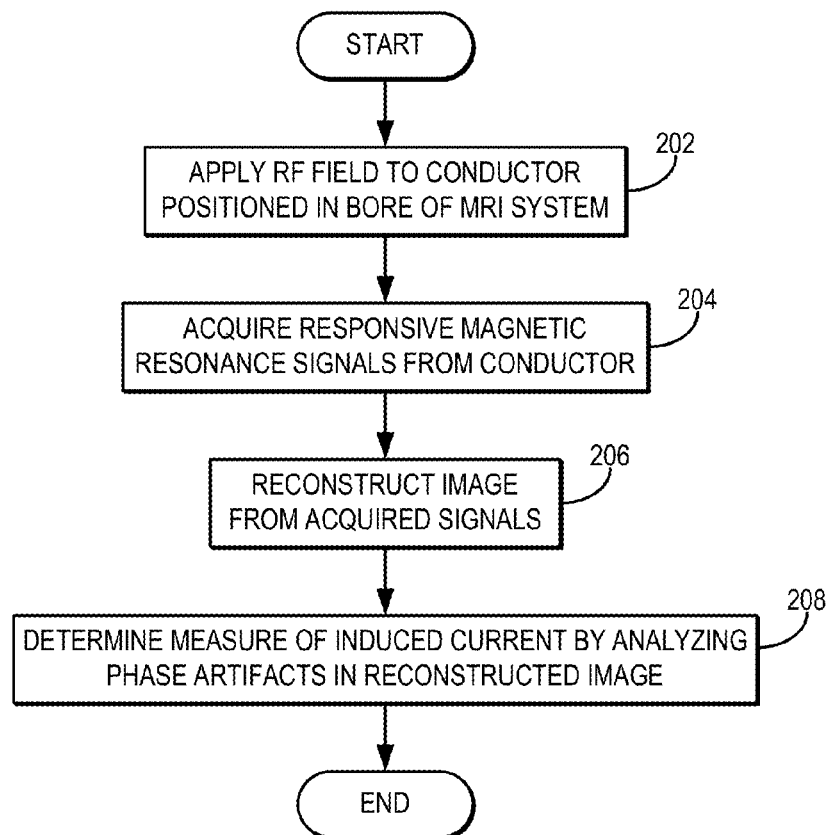 START
202
APPLY RF FIELD TO CONDUCTOR
POSITIONED IN BORE OF MRI SYSTEM
204
ACQUIRE RESPONSIVE MAGNETIC
RESONANCE SIGNALS FROM CONDUCTOR
206
RECONSTRUCT IMAGE
FROM ACQUIRED SIGNALS
208
DETERMINE MEASURE OF INDUCED CURRENT BY ANALYZING
PHASE ARTIFACTS IN RECONSTRUCTED IMAGE
END